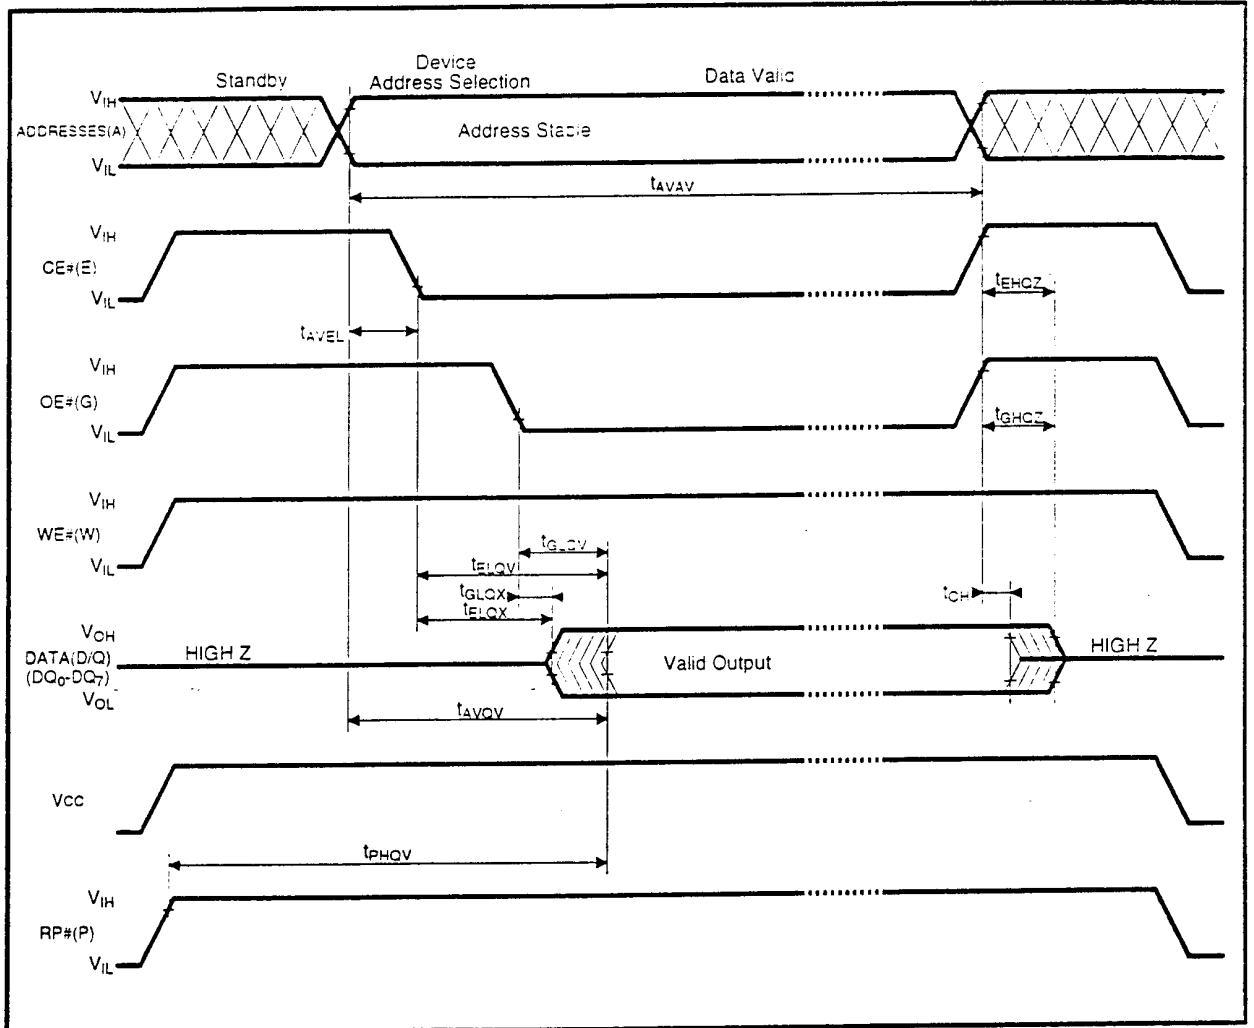 Standby
Device
Address Selection
Data Valid
VIH
ADDRESSES(A)
VIL
Address Stable
tAVAV
VIH
CE#(E)
VIL
tEHQZ
tAVEL
VIH
OE#(G)
VIL
tGHQZ
VIH
WE#(W)
VIL
tGLQV
tELQV
tGLQX
tELQX
tOH
VOH
DATA(D/Q)
(DQ0-DQ7)
VOL
HIGH Z
Valid Output
HIGH Z
tAVQV
VCC
tPHQV
VIH
RP#(P)
VIL